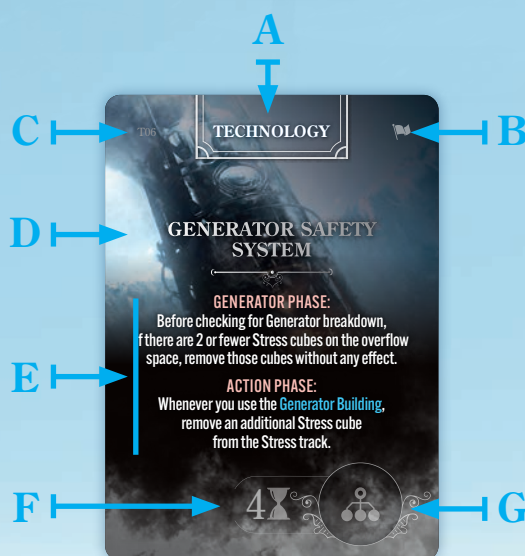 A
C
T06
TECHNOLOGY
B
D
GENERATOR SAFETY
SYSTEM
GENERATOR PHASE:
Before checking for Generator breakdown,
f there are 2 or fewer Stress cubes on the overflow
space, remove those cubes without any effect.
E
ACTION PHASE:
Whenever you use the Generator Building,
remove an additional Stress cube
from the Stress track.
F
4
G